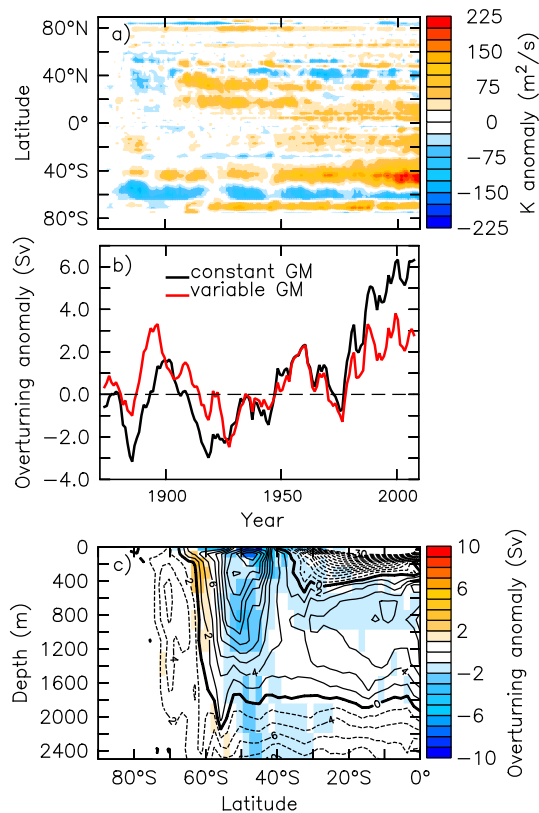 a)
80°N
40°N
0°
40°S
80°S
Latitude
225
150
75
0
−75
−150
−225
K anomaly (m²/s)
b)
constant GM
variable GM
6.0
4.0
2.0
0.0
−2.0
−4.0
Overturning anomaly (Sv)
1900
1950
2000
Year
c)
0
400
800
1200
1600
2000
2400
Depth (m)
80°S
60°S
40°S
20°S
0°
Latitude
10
6
2
−2
−6
−10
Overturning anomaly (Sv)